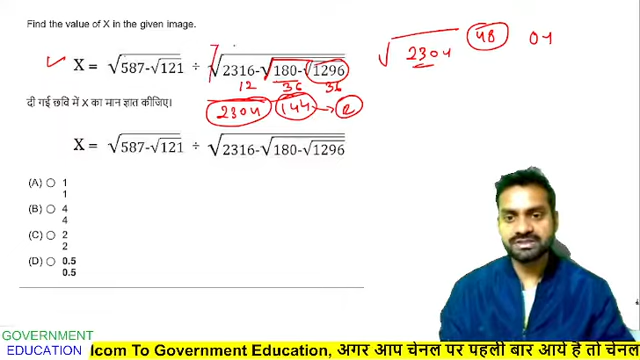 Find the value of X in the given image.
X = √587-√121 ÷ √2316-√180-√1296
12 36 36
2304 144 → 2
√2304 48 04
दी गई छवि में X का मान ज्ञात कीजिए।
X = √587-√121 ÷ √2316-√180-√1296
(A) 1
1
(B) 4
4
(C) 2
2
(D) 0.5
0.5
GOVERNMENT
EDUCATION
lcom To Government Education, अगर आप चेनल पर पहली बार आये है तो चेनल